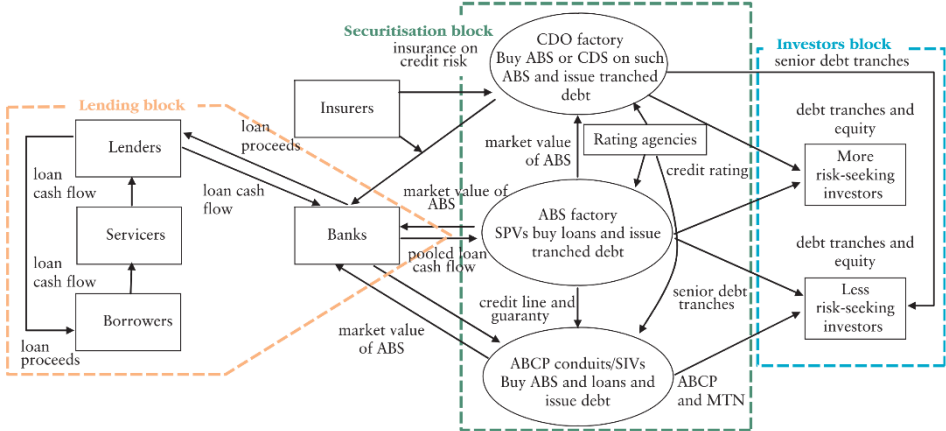 Securitisation block
insurance on
credit risk
CDO factory
Buy ABS or CDS on such
ABS and issue tranched
debt
Investors block
senior debt tranches
Lending block
Insurers
loan
proceeds
Lenders
loan
cash flow
loan cash
flow
market value
of ABS
Rating agencies
credit rating
debt tranches and
equity
More
risk-seeking
investors
market value of
ABS
Servicers
Banks
ABS factory
SPVs buy loans and issue
tranched debt
pooled loan
cash flow
loan
cash flow
debt tranches and
equity
Less
risk-seeking
investors
credit line and
guaranty
senior debt
tranches
Borrowers
loan
proceeds
market value
of ABS
ABCP conduits/SIVs
Buy ABS and loans and
issue debt
ABCP
and MTN